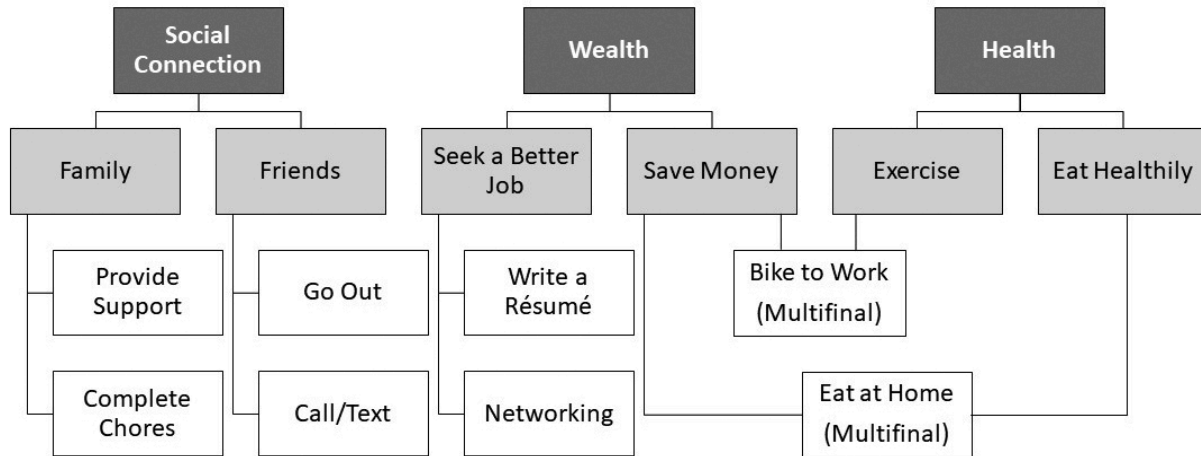 Social
Connection
Wealth
Health
Family
Friends
Seek a Better
Job
Save Money
Exercise
Eat Healthily
Provide
Support
Go Out
Write a
Résumé
Bike to Work
(Multifinal)
Complete
Chores
Call/Text
Networking
Eat at Home
(Multifinal)